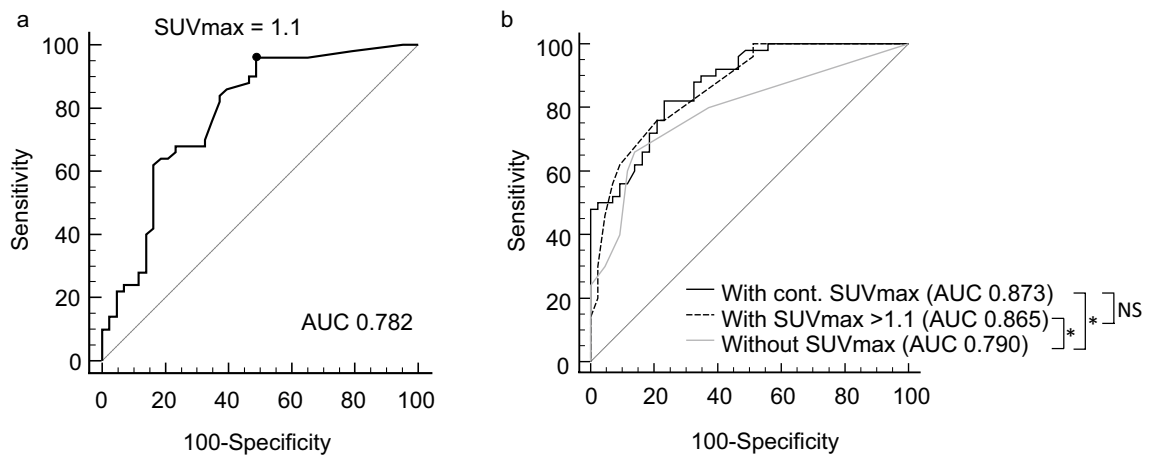 a
SUVmax = 1.1
100
80
60
40
20
0
Sensitivity
AUC 0.782
0 20 40 60 80 100
100-Specificity
b
100
80
60
40
20
0
Sensitivity
With cont. SUVmax (AUC 0.873)
With SUVmax >1.1 (AUC 0.865)
Without SUVmax (AUC 0.790)
*
*
NS
0 20 40 60 80 100
100-Specificity